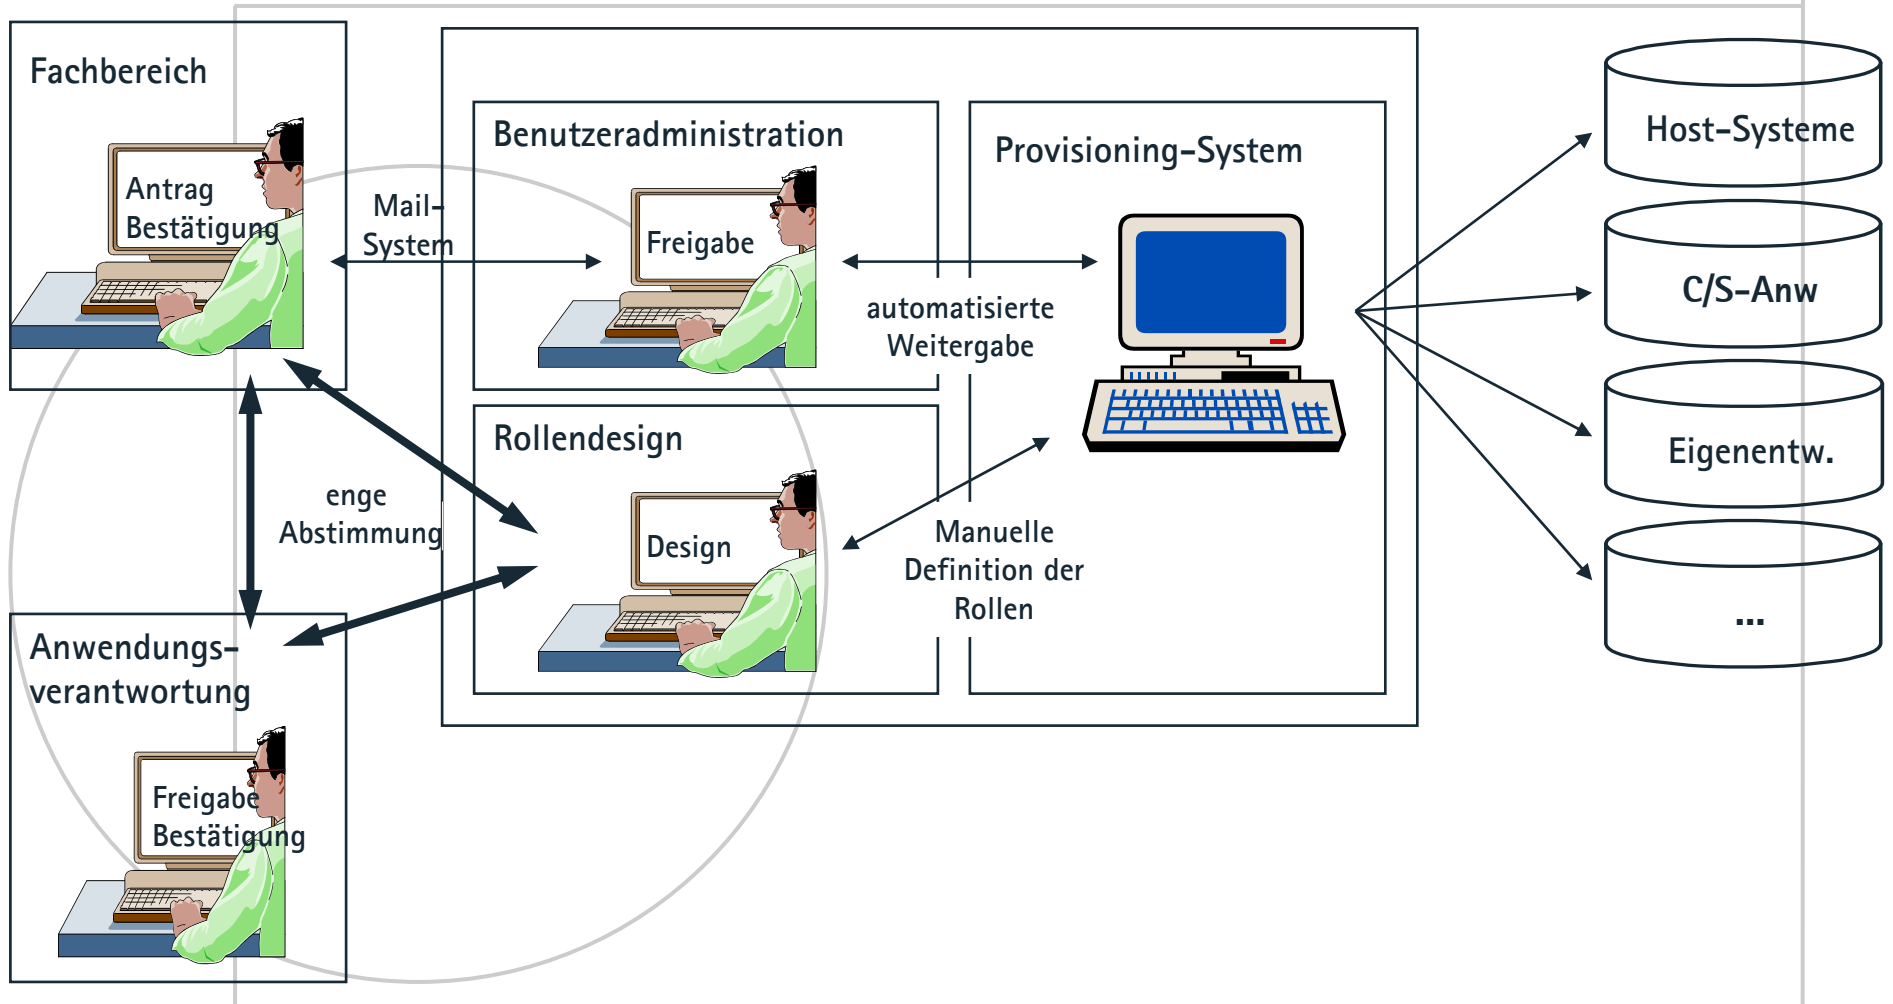 Fachbereich
Antrag
Bestätigung
Mail-
System
Benutzeradministration
Freigabe
automatisierte
Weitergabe
Provisioning-System
Rollendesign
Design
enge
Abstimmung
Manuelle
Definition der
Rollen
Anwendungs-
verantwortung
Freigabe
Bestätigung
Host-Systeme
C/S-Anw
Eigenentw.
...